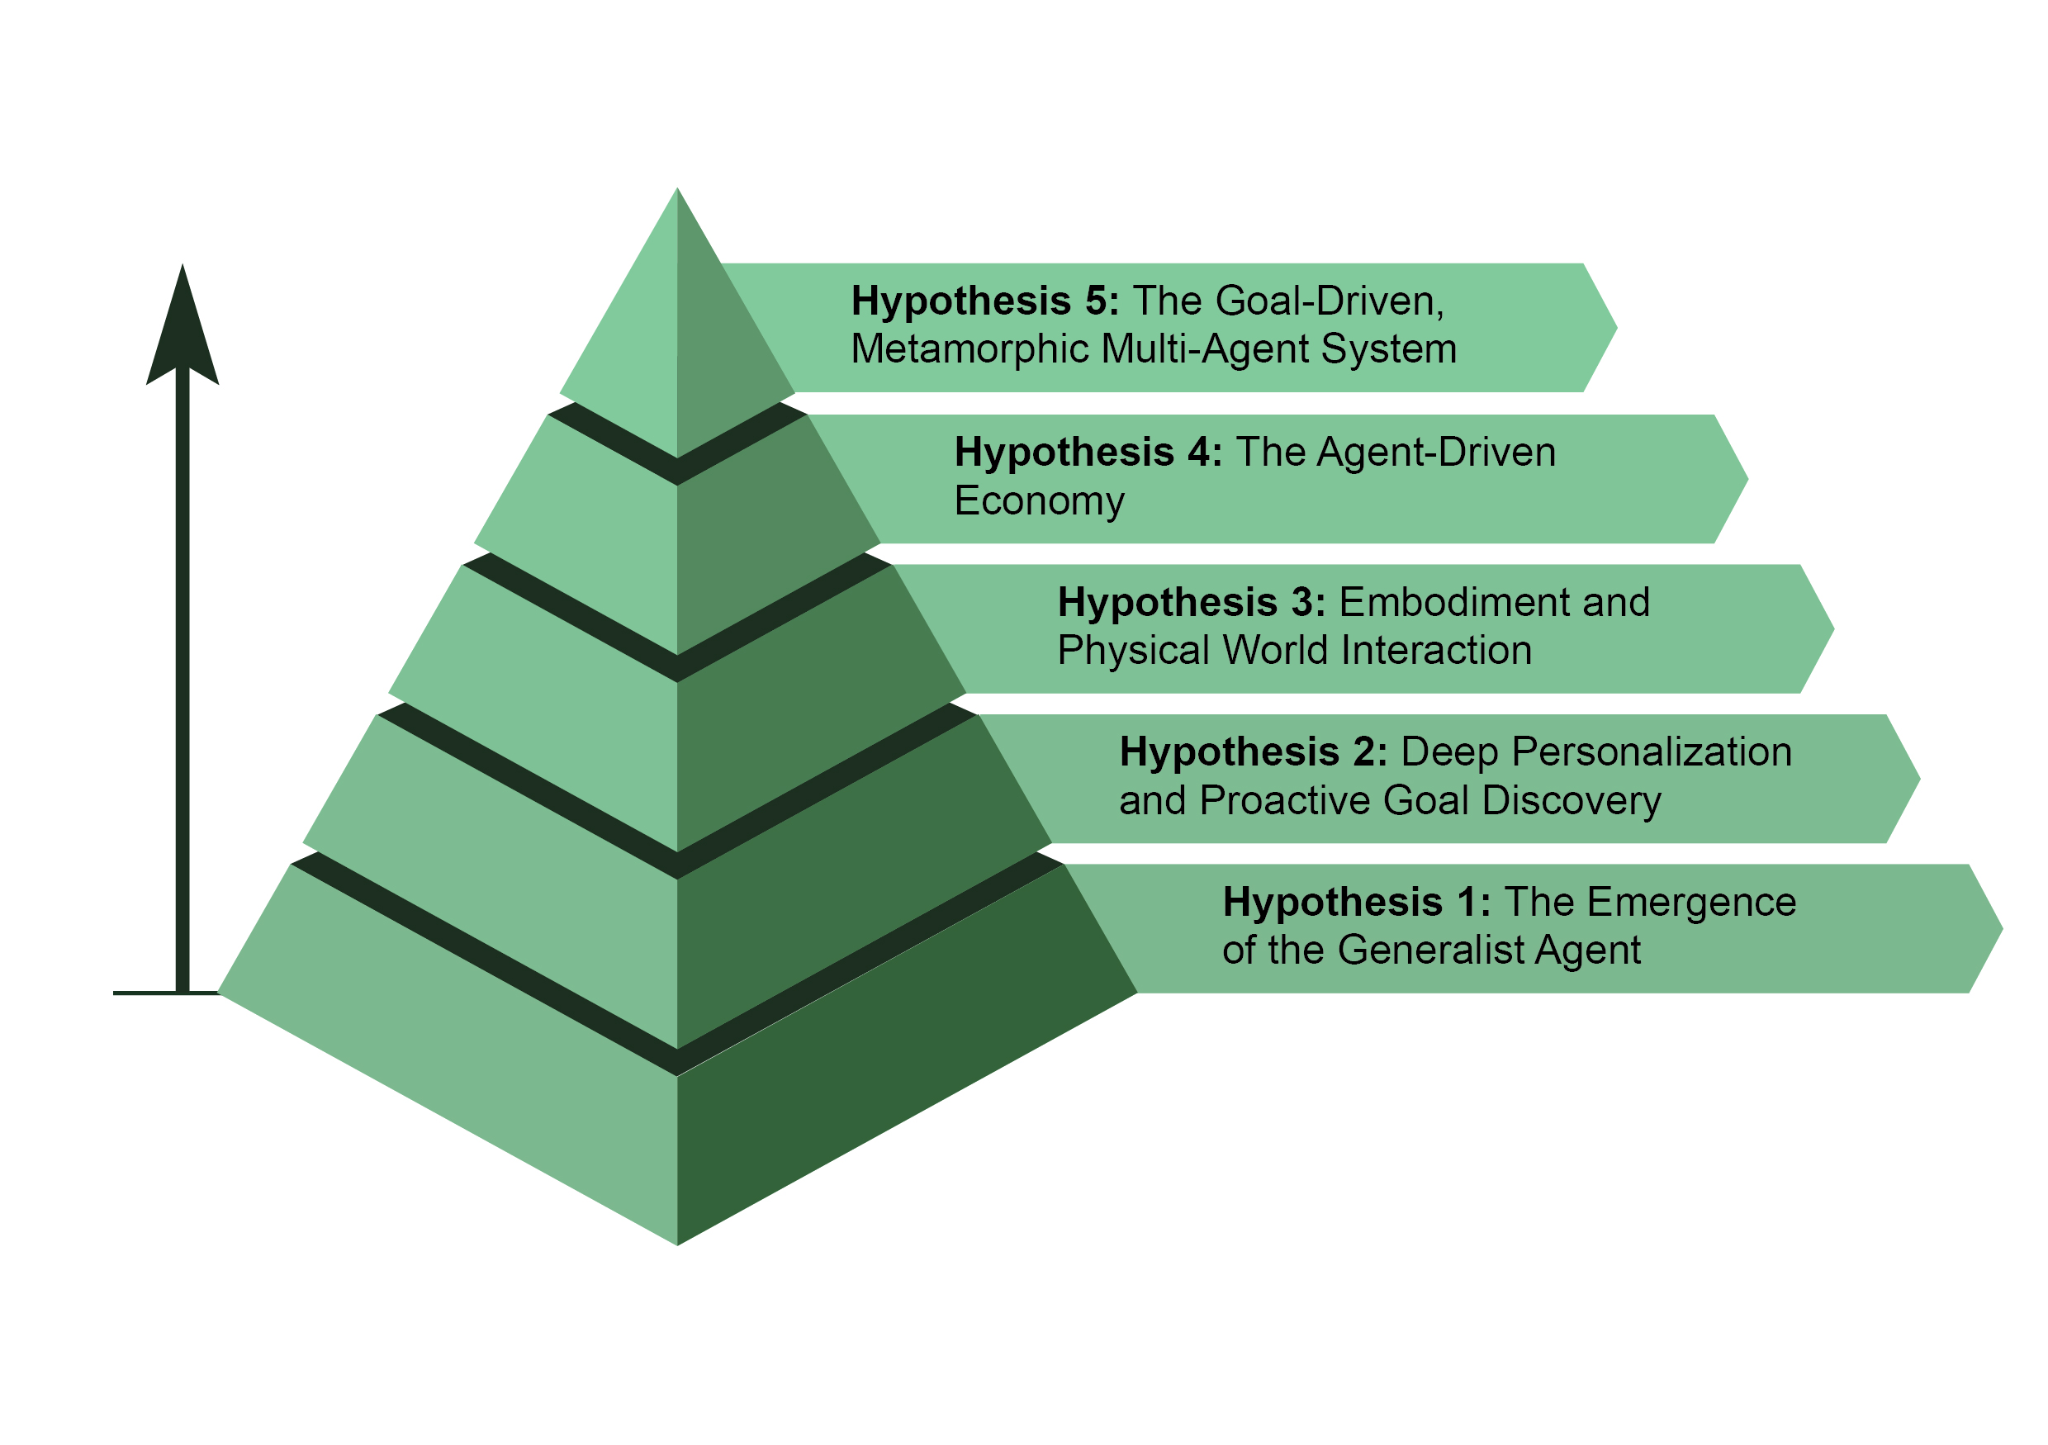 Hypothesis 5: The Goal-Driven,
Metamorphic Multi-Agent System
Hypothesis 4: The Agent-Driven
Economy
Hypothesis 3: Embodiment and
Physical World Interaction
Hypothesis 2: Deep Personalization
and Proactive Goal Discovery
Hypothesis 1: The Emergence
of the Generalist Agent